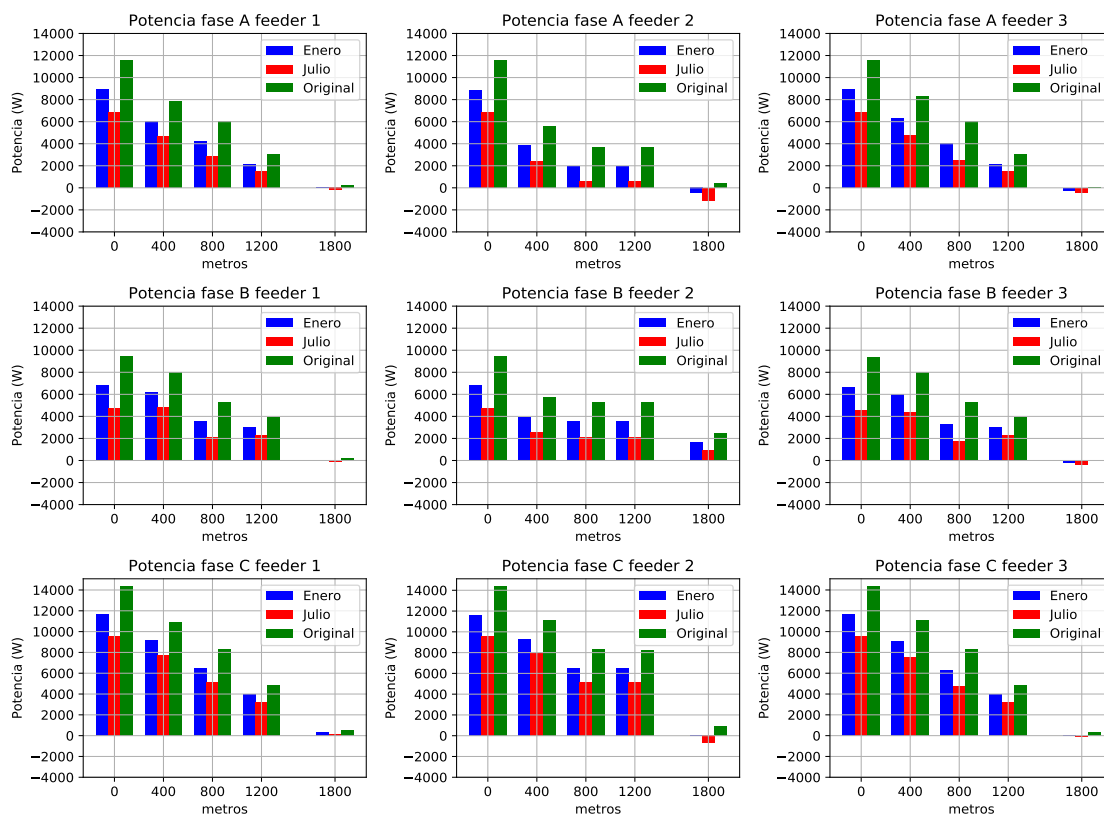 Potencia fase A feeder 1
14000
12000
10000
8000
6000
4000
2000
0
−2000
−4000
Potencia (W)
Enero
Julio
Original
0 400 800 1200 1800
metros
Potencia fase A feeder 2
14000
12000
10000
8000
6000
4000
2000
0
−2000
−4000
Potencia (W)
Enero
Julio
Original
0 400 800 1200 1800
metros
Potencia fase A feeder 3
14000
12000
10000
8000
6000
4000
2000
0
−2000
−4000
Potencia (W)
Enero
Julio
Original
0 400 800 1200 1800
metros
Potencia fase B feeder 1
14000
12000
10000
8000
6000
4000
2000
0
−2000
−4000
Potencia (W)
Enero
Julio
Original
0 400 800 1200 1800
metros
Potencia fase B feeder 2
14000
12000
10000
8000
6000
4000
2000
0
−2000
−4000
Potencia (W)
Enero
Julio
Original
0 400 800 1200 1800
metros
Potencia fase B feeder 3
14000
12000
10000
8000
6000
4000
2000
0
−2000
−4000
Potencia (W)
Enero
Julio
Original
0 400 800 1200 1800
metros
Potencia fase C feeder 1
14000
12000
10000
8000
6000
4000
2000
0
−2000
−4000
Potencia (W)
Enero
Julio
Original
0 400 800 1200 1800
metros
Potencia fase C feeder 2
14000
12000
10000
8000
6000
4000
2000
0
−2000
−4000
Potencia (W)
Enero
Julio
Original
0 400 800 1200 1800
metros
Potencia fase C feeder 3
14000
12000
10000
8000
6000
4000
2000
0
−2000
−4000
Potencia (W)
Enero
Julio
Original
0 400 800 1200 1800
metros